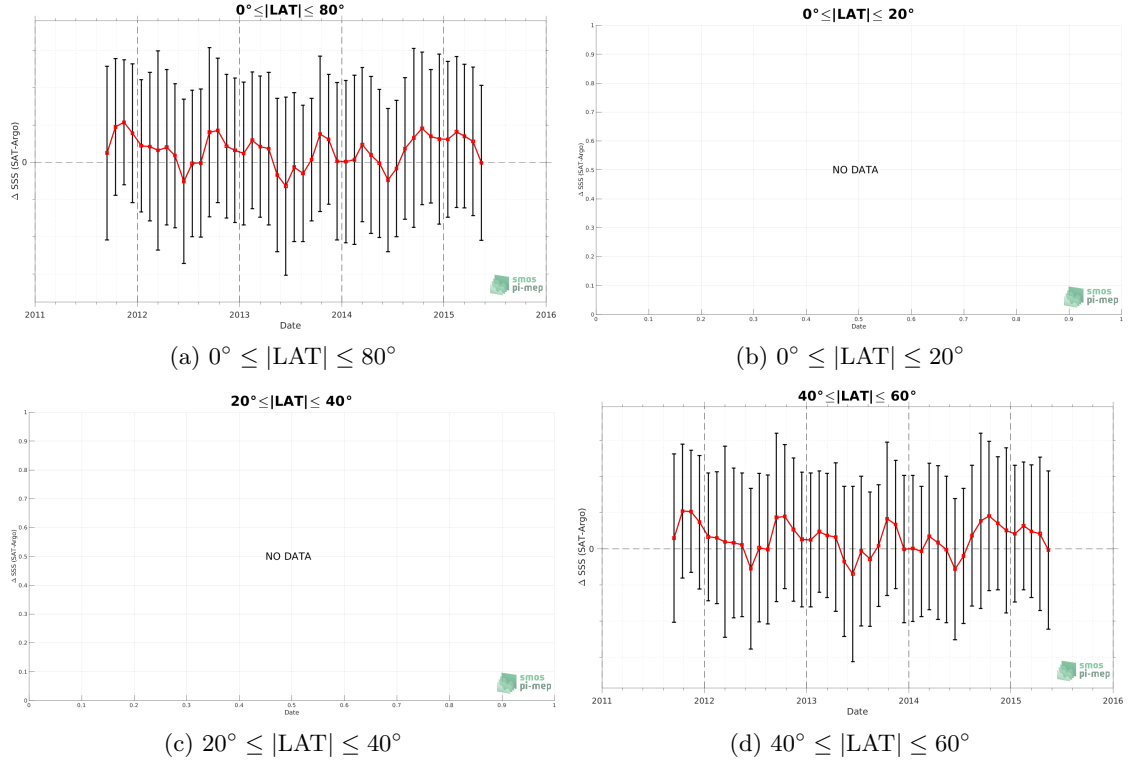 0°≤|LAT|≤ 80°
Δ SSS (SAT-Argo)
0
2011 2012 2013 2014 2015 2016
Date
smos
pi-mep
(a) 0° ≤ |LAT| ≤ 80°
0°≤|LAT|≤ 20°
Δ SSS (SAT-Argo)
1
0.9
0.8
0.7
0.6
0.5
0.4
0.3
0.2
0.1
0
NO DATA
0 0.1 0.2 0.3 0.4 0.5 0.6 0.7 0.8 0.9 1
Date
smos
pi-mep
(b) 0° ≤ |LAT| ≤ 20°
20°≤|LAT|≤ 40°
Δ SSS (SAT-Argo)
1
0.9
0.8
0.7
0.6
0.5
0.4
0.3
0.2
0.1
0
NO DATA
0 0.1 0.2 0.3 0.4 0.5 0.6 0.7 0.8 0.9 1
Date
smos
pi-mep
(c) 20° ≤ |LAT| ≤ 40°
40°≤|LAT|≤ 60°
Δ SSS (SAT-Argo)
0
2011 2012 2013 2014 2015 2016
Date
smos
pi-mep
(d) 40° ≤ |LAT| ≤ 60°